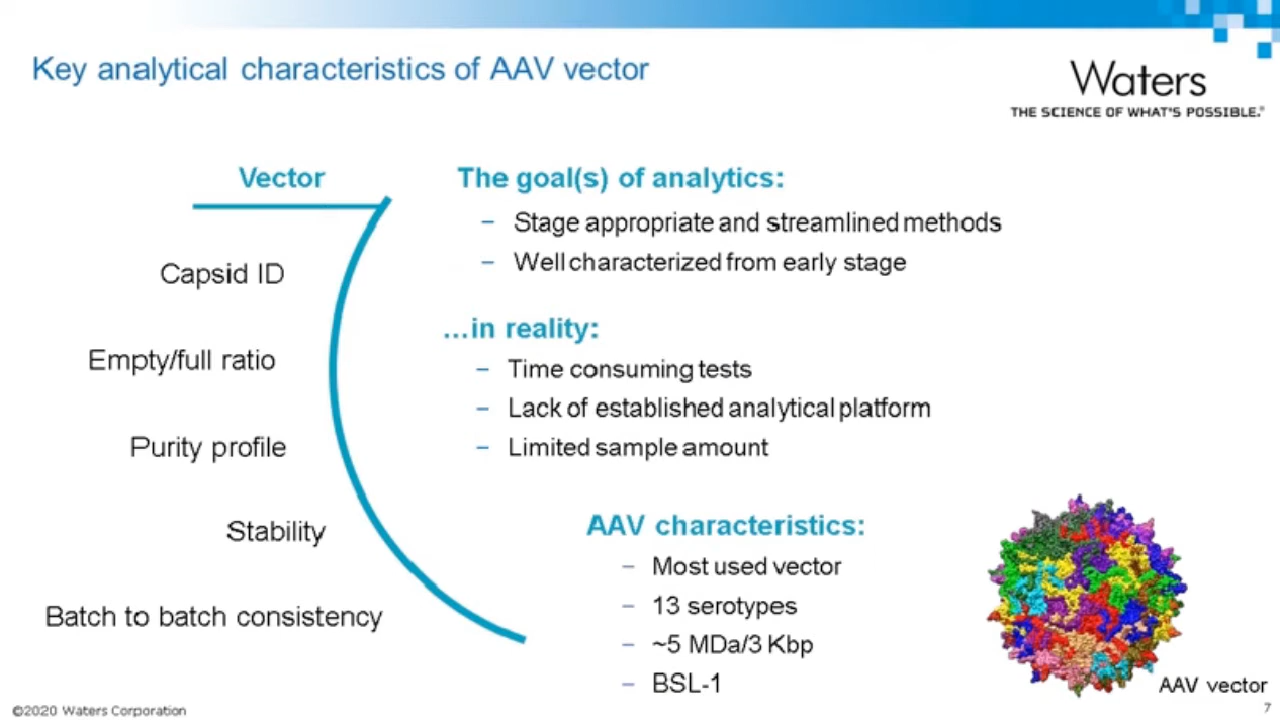 Key analytical characteristics of AAV vector
Waters
THE SCIENCE OF WHAT'S POSSIBLE.®
Vector
Capsid ID
Empty/full ratio
Purity profile
Stability
Batch to batch consistency
The goal(s) of analytics:
– Stage appropriate and streamlined methods
– Well characterized from early stage
...in reality:
– Time consuming tests
– Lack of established analytical platform
– Limited sample amount
AAV characteristics:
– Most used vector
– 13 serotypes
– ~5 MDa/3 Kbp
– BSL-1
AAV vector
©2020 Waters Corporation
7